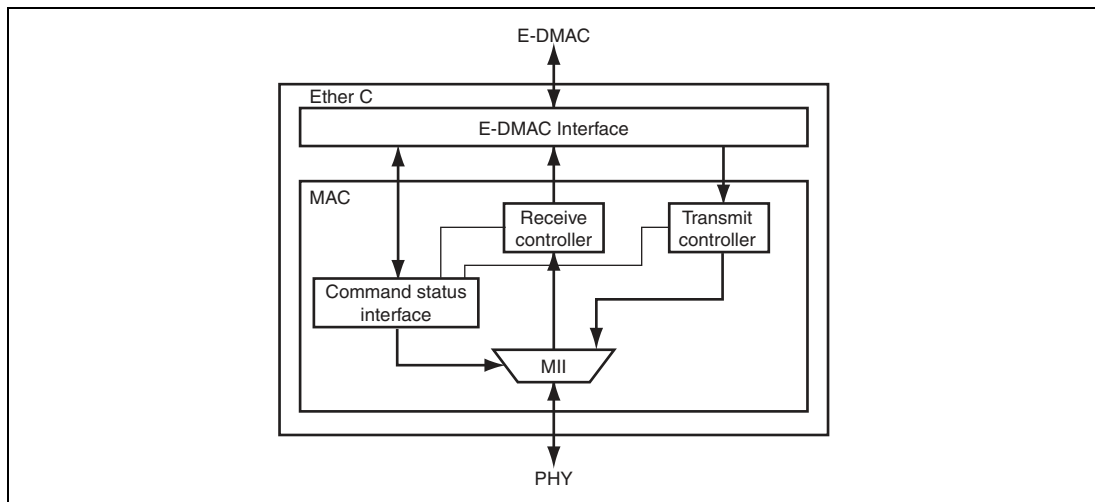 E-DMAC
Ether C
E-DMAC Interface
MAC
Receive
controller
Transmit
controller
Command status
interface
MII
PHY